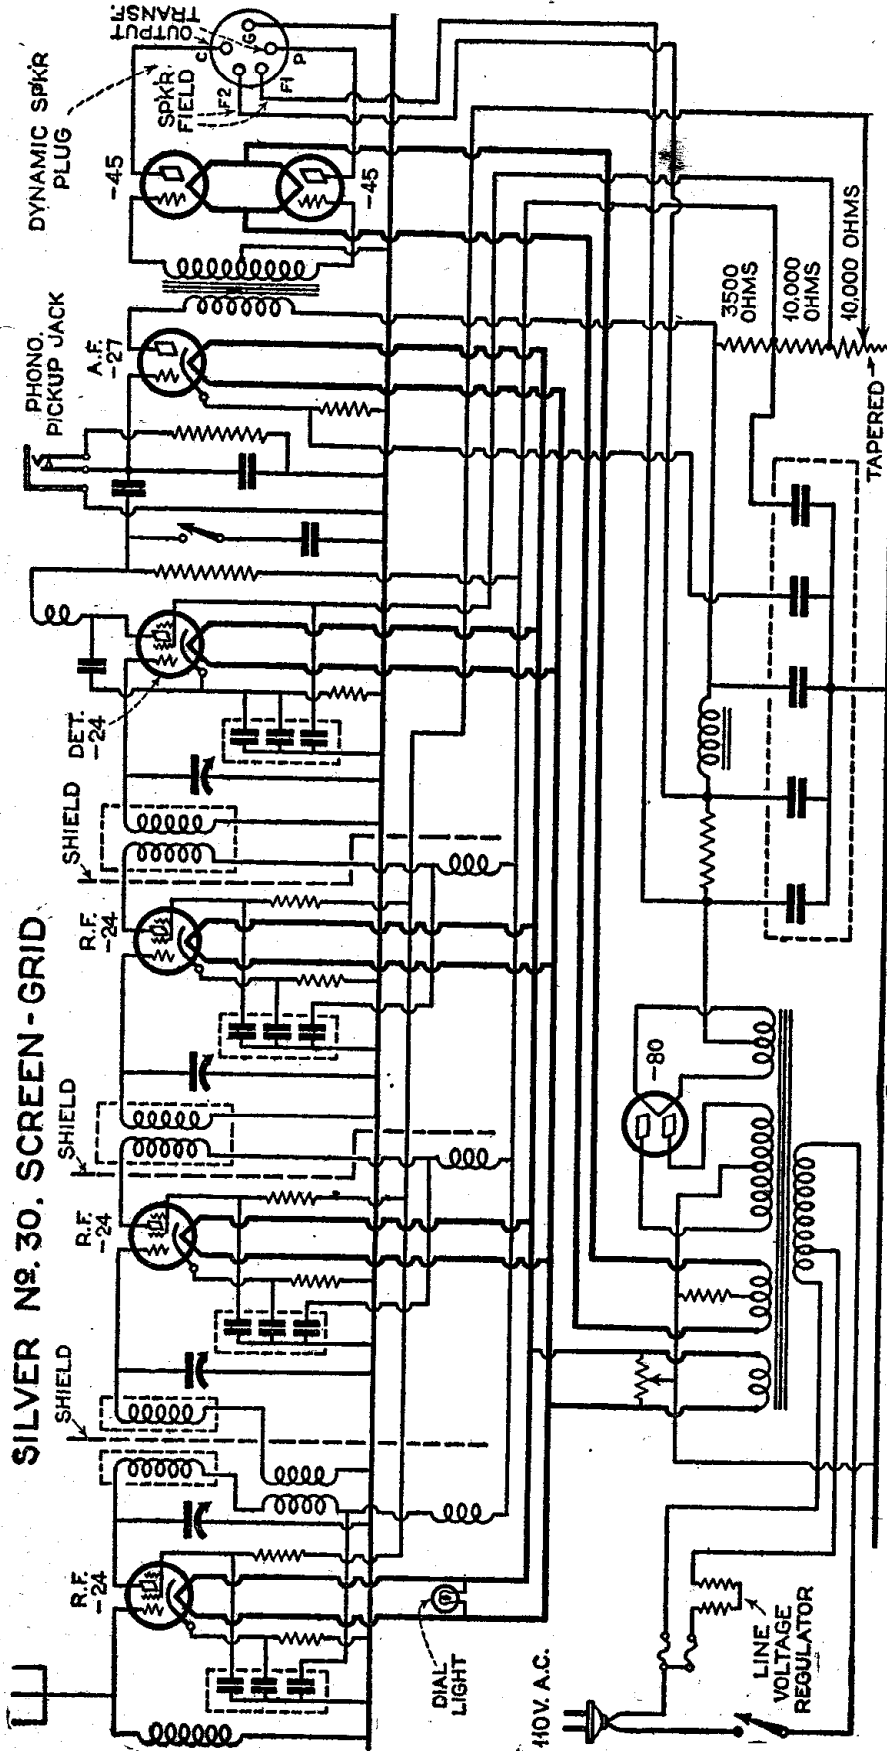 SILVER Nº. 30, SCREEN-GRID
R.F.
-24
SHIELD
R.F.
-24
SHIELD
R.F.
-24
SHIELD
DET.
-24
PHONO.
PICKUP JACK
A.F.
-27
DYNAMIC SPKR
PLUG
-45
-45
SPKR
FIELD
OUTPUT
TRANSF.
C
G
P
F2
F1
DIAL
LIGHT
110V. A.C.
LINE
VOLTAGE
REGULATOR
-80
3500
OHMS
10,000
OHMS
10,000 OHMS
TAPERED